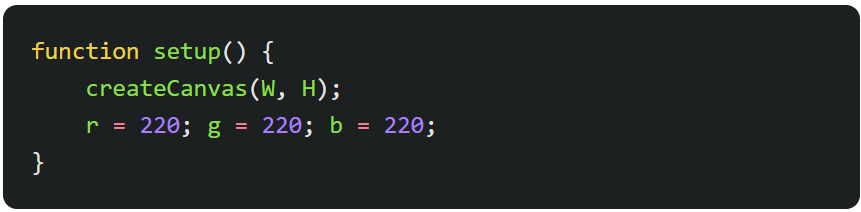 function setup() {
    createCanvas(W, H);
    r = 220; g = 220; b = 220;
}